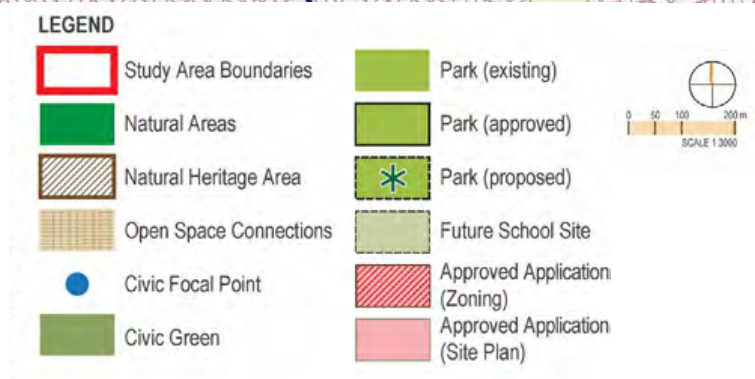 LEGEND
Study Area Boundaries
Natural Areas
Natural Heritage Area
Open Space Connections
Civic Focal Point
Civic Green
Park (existing)
Park (approved)
Park (proposed)
Future School Site
Approved Application
(Zoning)
Approved Application
(Site Plan)
0 50 100 200 m
SCALE 1:3000